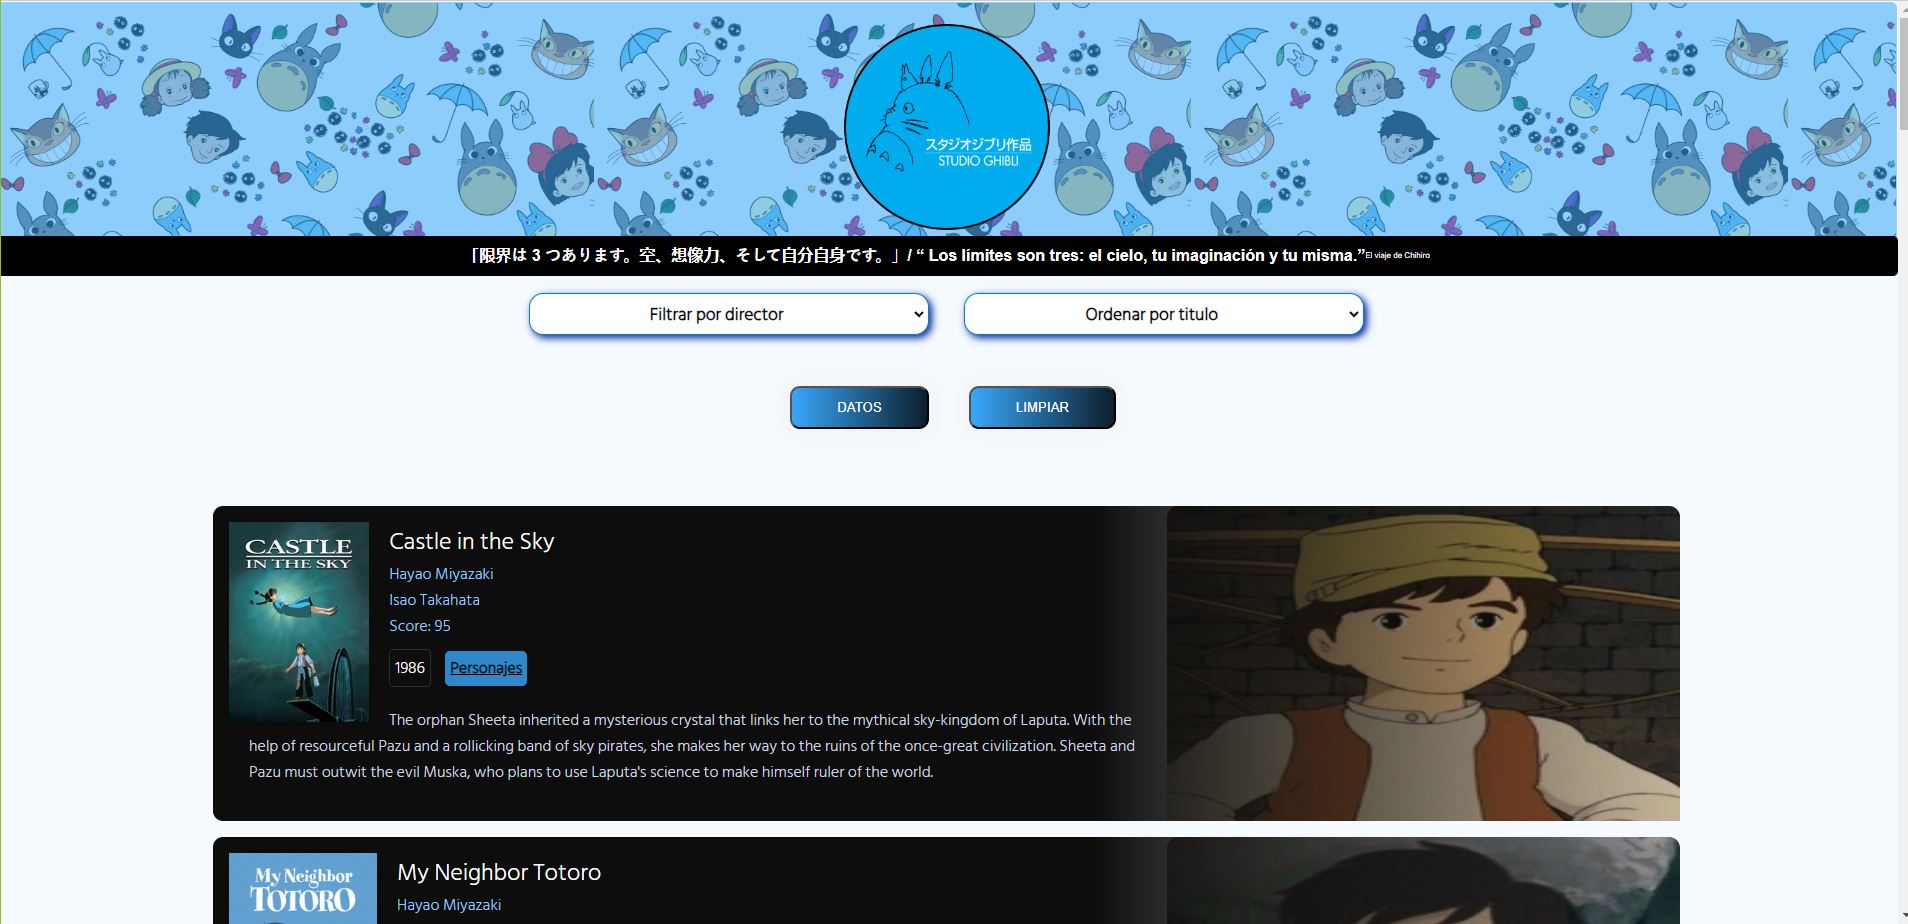 スタジオジブリ作品
STUDIO GHIBLI
「限界は 3 つあります。空、想像力、そして自分自身です。」/ “ Los límites son tres: el cielo, tu imaginación y tu misma.”El viaje de Chihiro
Filtrar por director
Ordenar por titulo
DATOS
LIMPIAR
CASTLE
IN THE SKY
Castle in the Sky
Hayao Miyazaki
Isao Takahata
Score: 95
1986
Personajes
The orphan Sheeta inherited a mysterious crystal that links her to the mythical sky-kingdom of Laputa. With the
help of resourceful Pazu and a rollicking band of sky pirates, she makes her way to the ruins of the once-great civilization. Sheeta and
Pazu must outwit the evil Muska, who plans to use Laputa's science to make himself ruler of the world.
My Neighbor
TOTORO
My Neighbor Totoro
Hayao Miyazaki